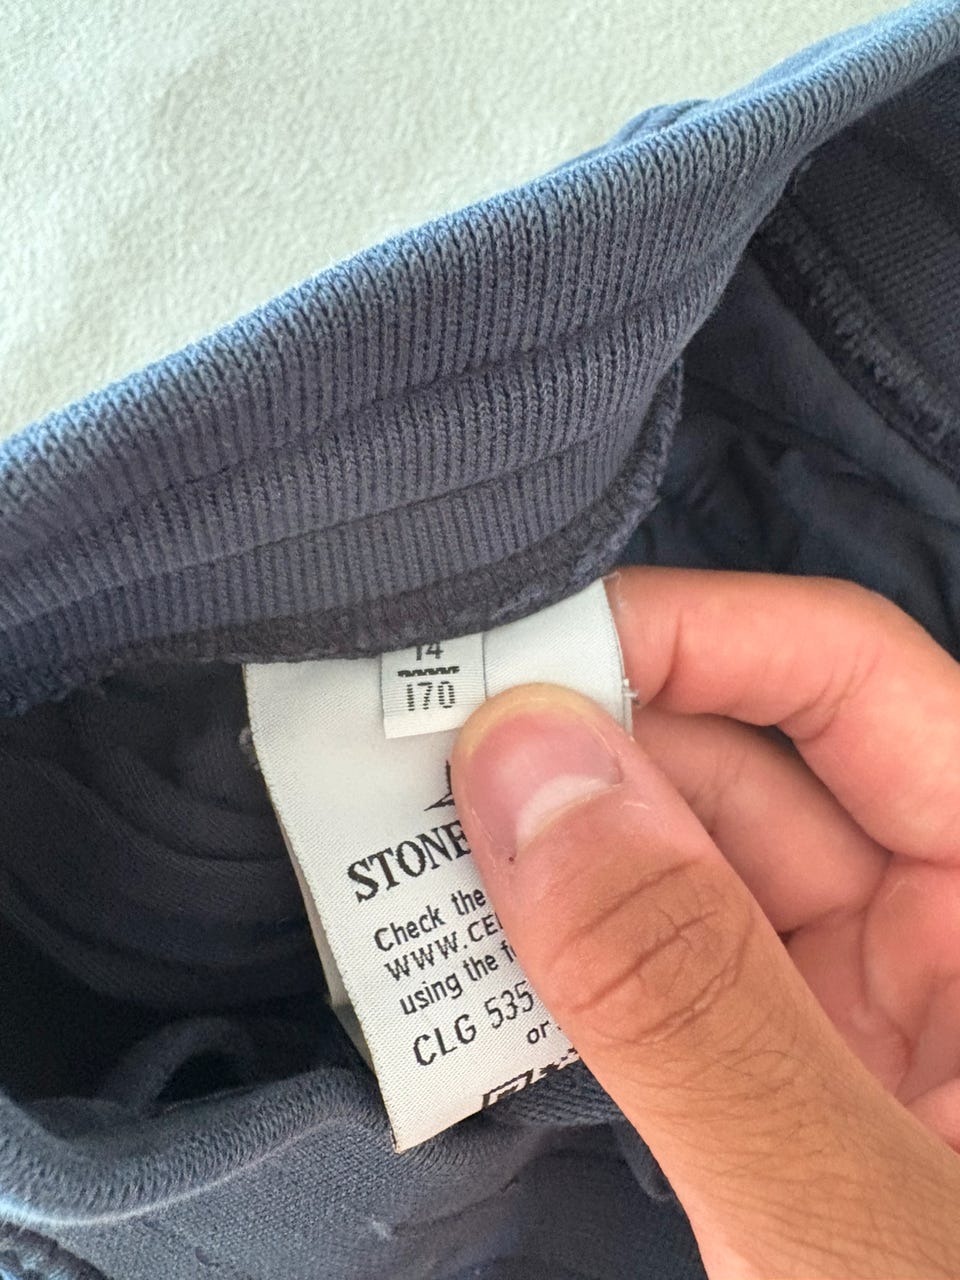 14
170
STONE
Check the
WWW.CE
using the f
CLG 535
or